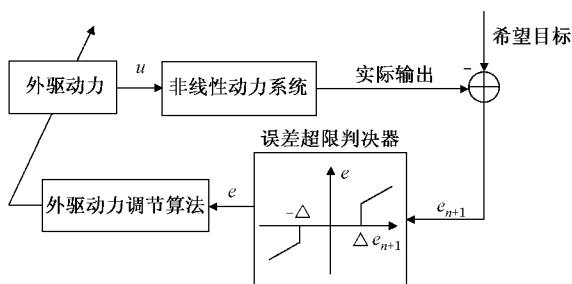 希望目标
-
外驱动力
u
非线性动力系统
实际输出
误差超限判决器
e
-△
△ e_{n+1}
外驱动力调节算法
e
e_{n+1}